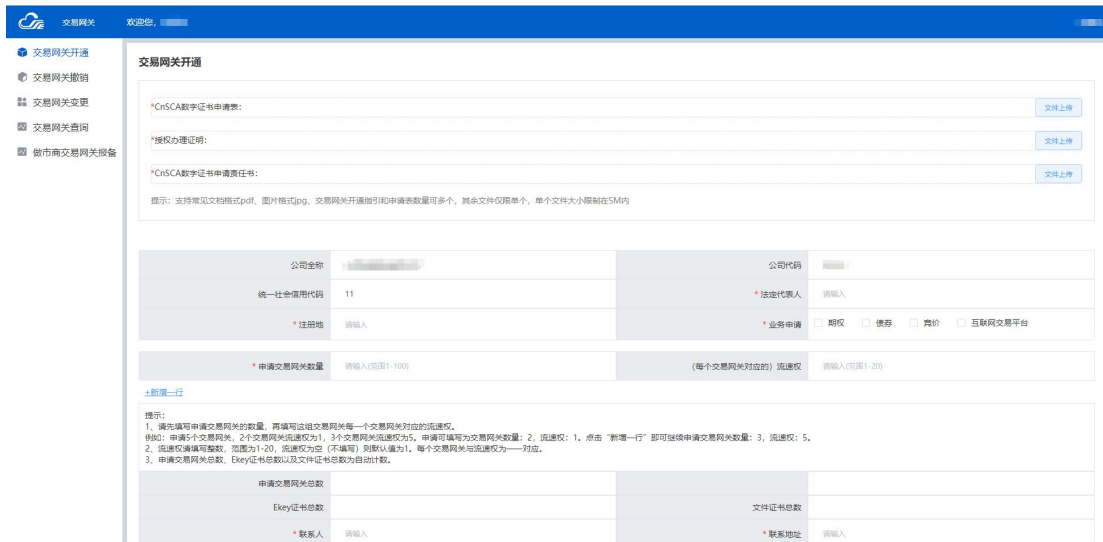 交易网关 欢迎您,
交易网关开通
交易网关撤销
交易网关变更
交易网关查询
做市商交易网关报备
交易网关开通
*CnSCA数字证书申请表: 文件上传
*授权办理证明: 文件上传
*CnSCA数字证书申请责任书: 文件上传
提示:支持常见文档格式pdf、图片格式jpg、交易网关开通指引和申请表数量可多个,其余文件仅限单个,单个文件大小限制在5M内
公司全称 公司代码
统一社会信用代码 11 *法定代表人 请输入
*注册地 请输入 *业务申请 期权 债券 竞价 互联网交易平台
*申请交易网关数量 请输入(范围1-100) (每个交易网关对应的)流速权 请输入(范围1-20)
+新增一行
提示:
1、请先填写申请交易网关的数量,再填写这组交易网关每一个交易网关对应的流速权。
例如:申请5个交易网关,2个交易网关流速权为1,3个交易网关流速权为5。申请可填写为交易网关数量:2,流速权:1。点击“新增一行”即可继续申请交易网关数量:3,流速权:5。
2、流速权请填写整数,范围为1-20,流速权为空(不填写)则默认值为1。每个交易网关与流速权为一一对应。
3、申请交易网关总数、Ekey证书总数以及文件证书总数为自动计数。
申请交易网关总数
Ekey证书总数 文件证书总数
*联系人 请输入 *联系地址 请输入